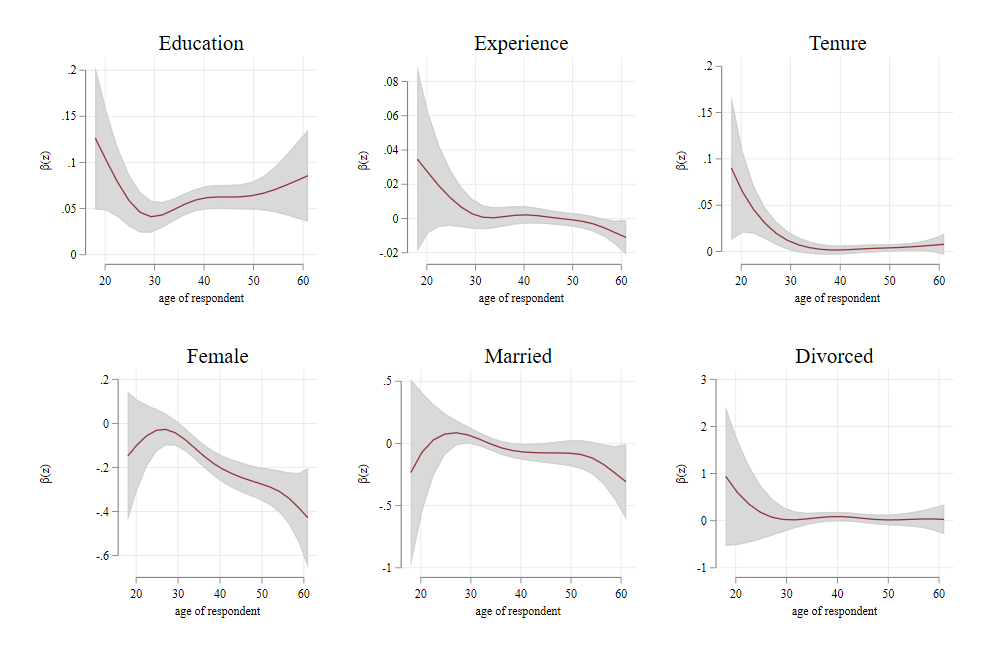 Education
β(z)
.2
.15
.1
.05
0
20 30 40 50 60
age of respondent
Experience
β(z)
.08
.06
.04
.02
0
-.02
20 30 40 50 60
age of respondent
Tenure
β(z)
.2
.15
.1
.05
0
20 30 40 50 60
age of respondent
Female
β(z)
.2
0
-.2
-.4
-.6
20 30 40 50 60
age of respondent
Married
β(z)
.5
0
-.5
-1
20 30 40 50 60
age of respondent
Divorced
β(z)
3
2
1
0
-1
20 30 40 50 60
age of respondent